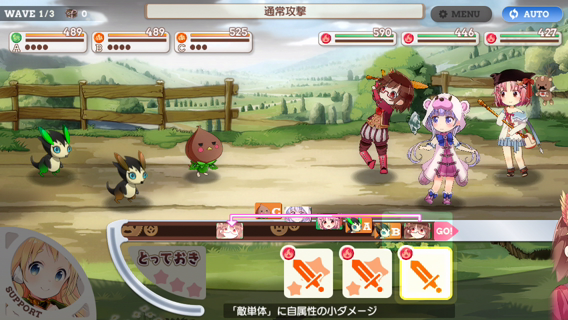 WAVE 1/3 0
通常攻撃
MENU
AUTO
489 489 525 590 446 427
A B C
C
A B GO!
とっておき
SUPPORT
「敵単体」に自属性の小ダメージ